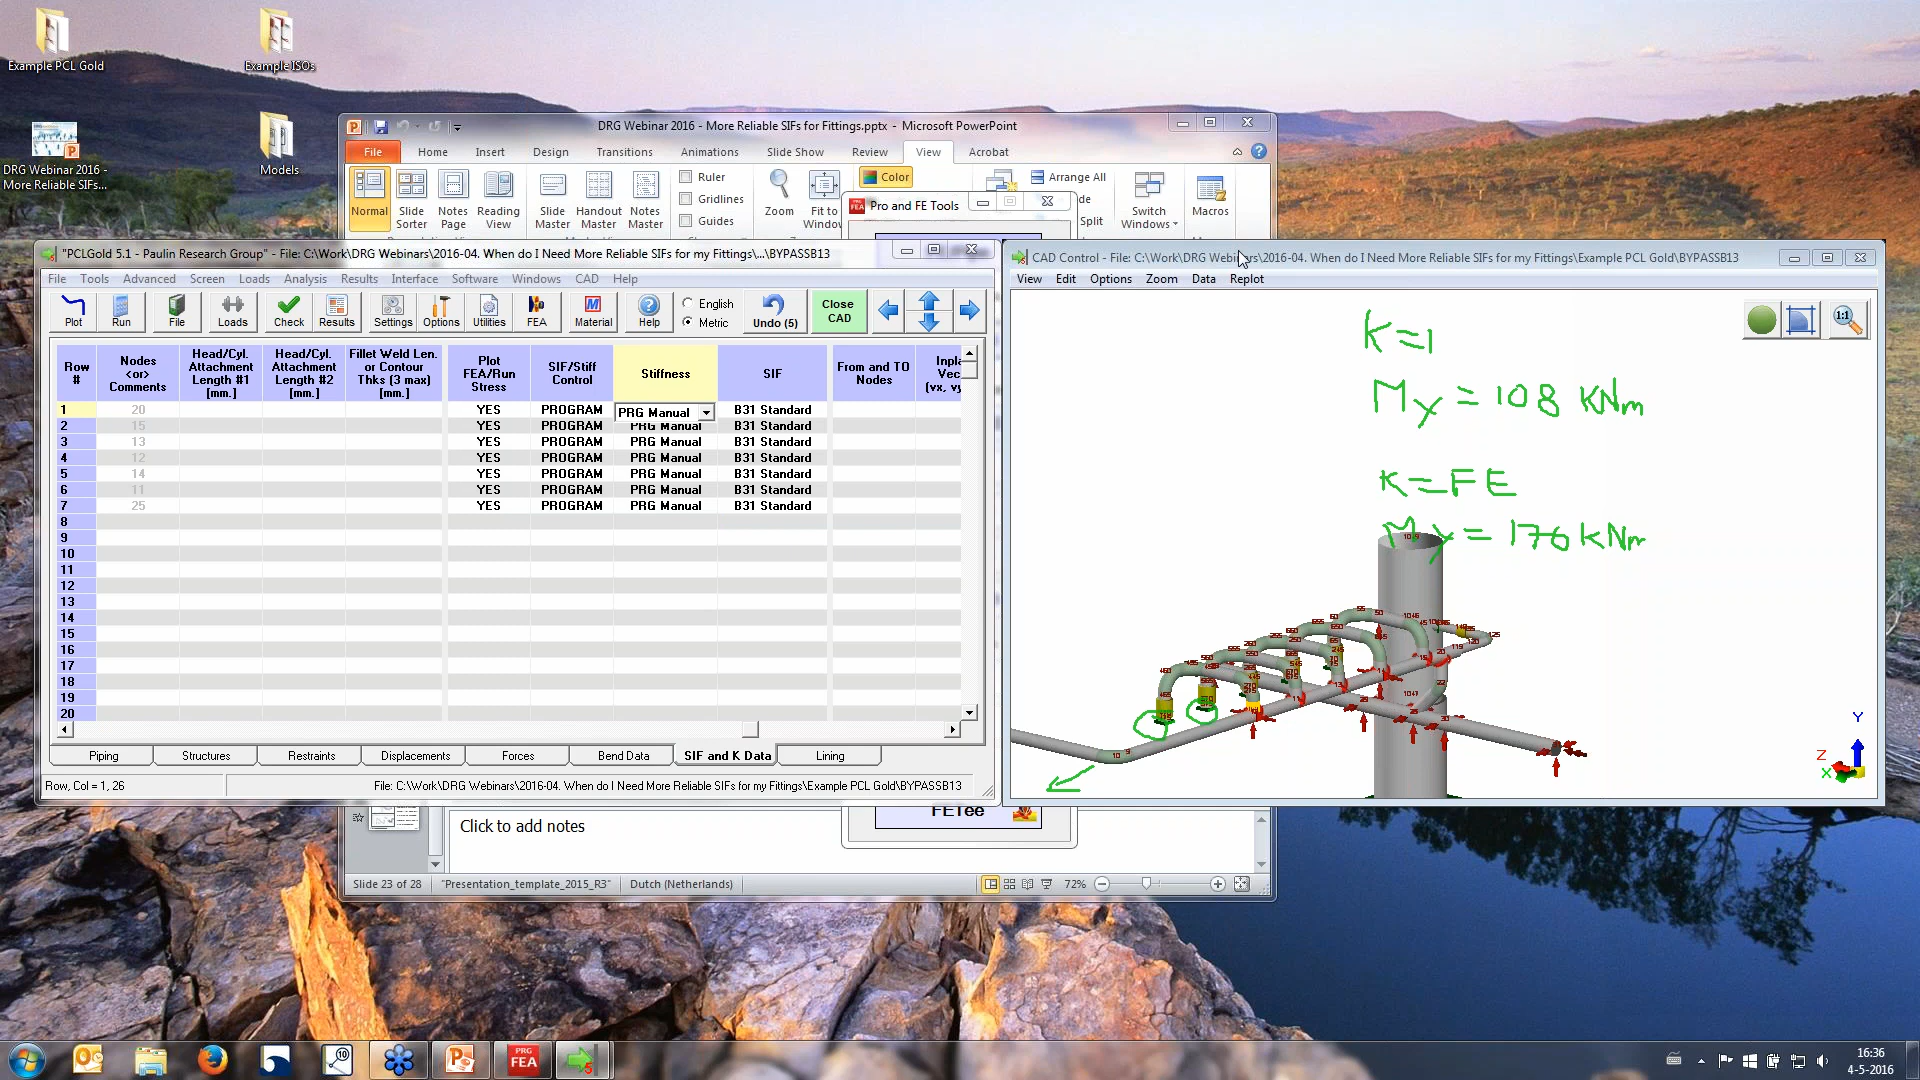 Example PCL Gold
Example ISOs
DRG Webinar 2016 -
More Reliable SIFs...
Models
DRG Webinar 2016 - More Reliable SIFs for Fittings.pptx - Microsoft PowerPoint
File Home Insert Design Transitions Animations Slide Show Review View Acrobat
Normal
Slide Sorter
Notes Page
Reading View
Slide Master
Handout Master
Notes Master
Ruler
Gridlines
Guides
Zoom
Fit to
Color
Arrange All
Split
Switch Windows
Macros
Pro and FE Tools
"PCLGold 5.1 - Paulin Research Group" - File: C:\Work\DRG Webinars\2016-04. When do I Need More Reliable SIFs for my Fittings\...\BYPASSB13
File Tools Advanced Screen Loads Analysis Results Interface Software Windows CAD Help
Plot Run File Loads Check Results Settings Options Utilities FEA Material Help
English
Metric
Undo (5)
Close CAD
Row #
Nodes <or> Comments
Head/Cyl. Attachment Length #1 [mm.]
Head/Cyl. Attachment Length #2 [mm.]
Fillet Weld Len. or Contour Thks (3 max) [mm.]
Plot FEA/Run Stress
SIF/Stiff Control
Stiffness
SIF
From and TO Nodes
1 20 YES PROGRAM PRG Manual B31 Standard
2 15 YES PROGRAM PRG Manual B31 Standard
3 13 YES PROGRAM PRG Manual B31 Standard
4 12 YES PROGRAM PRG Manual B31 Standard
5 14 YES PROGRAM PRG Manual B31 Standard
6 11 YES PROGRAM PRG Manual B31 Standard
7 25 YES PROGRAM PRG Manual B31 Standard
8
9
10
11
12
13
14
15
16
17
18
19
20
Piping Structures Restraints Displacements Forces Bend Data SIF and K Data Lining
Row, Col = 1, 26
File: C:\Work\DRG Webinars\2016-04. When do I Need More Reliable SIFs for my Fittings\Example PCL Gold\BYPASSB13
CAD Control - File: C:\Work\DRG Webinars\2016-04. When do I Need More Reliable SIFs for my Fittings\Example PCL Gold\BYPASSB13
View Edit Options Zoom Data Replot
1:1
K=1
My = 108 KNm
K=FE
My = 176 KNm
Y
Z
X
FETee
Click to add notes
Slide 23 of 28
"Presentation_template_2015_R3"
Dutch (Netherlands)
72%
PRG FEA
16:36
4-5-2016